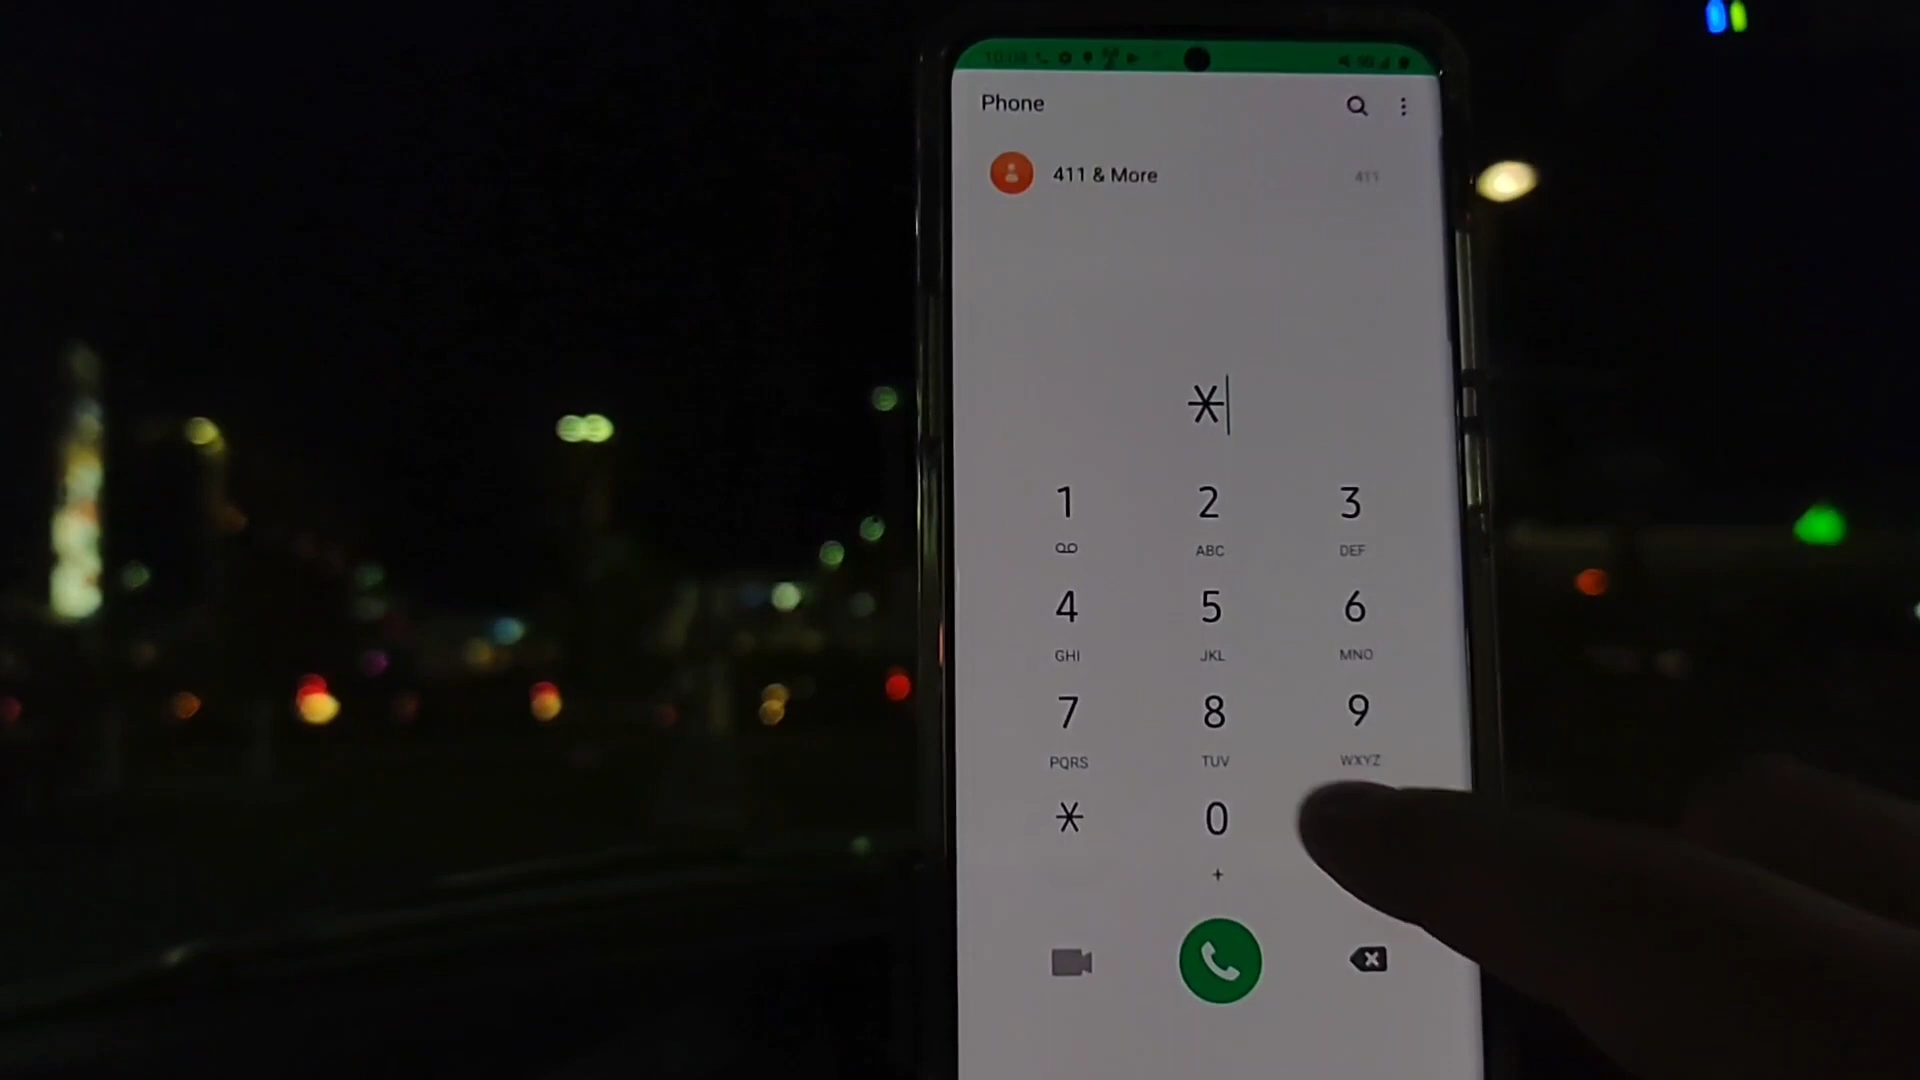 Phone
411 & More 411
*
1 2 3
ABC DEF
4 5 6
GHI JKL MNO
7 8 9
PQRS TUV WXYZ
* 0
+